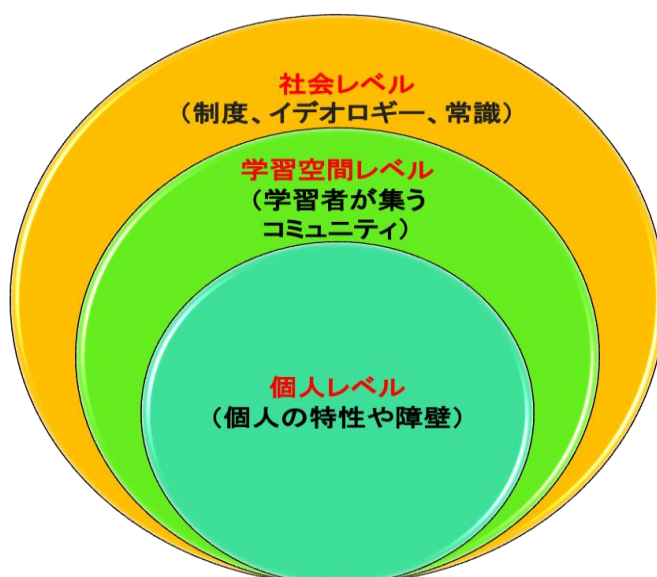 社会レベル
（制度、イデオロギー、常識）
学習空間レベル
（学習者が集う
コミュニティ）
個人レベル
（個人の特性や障壁）